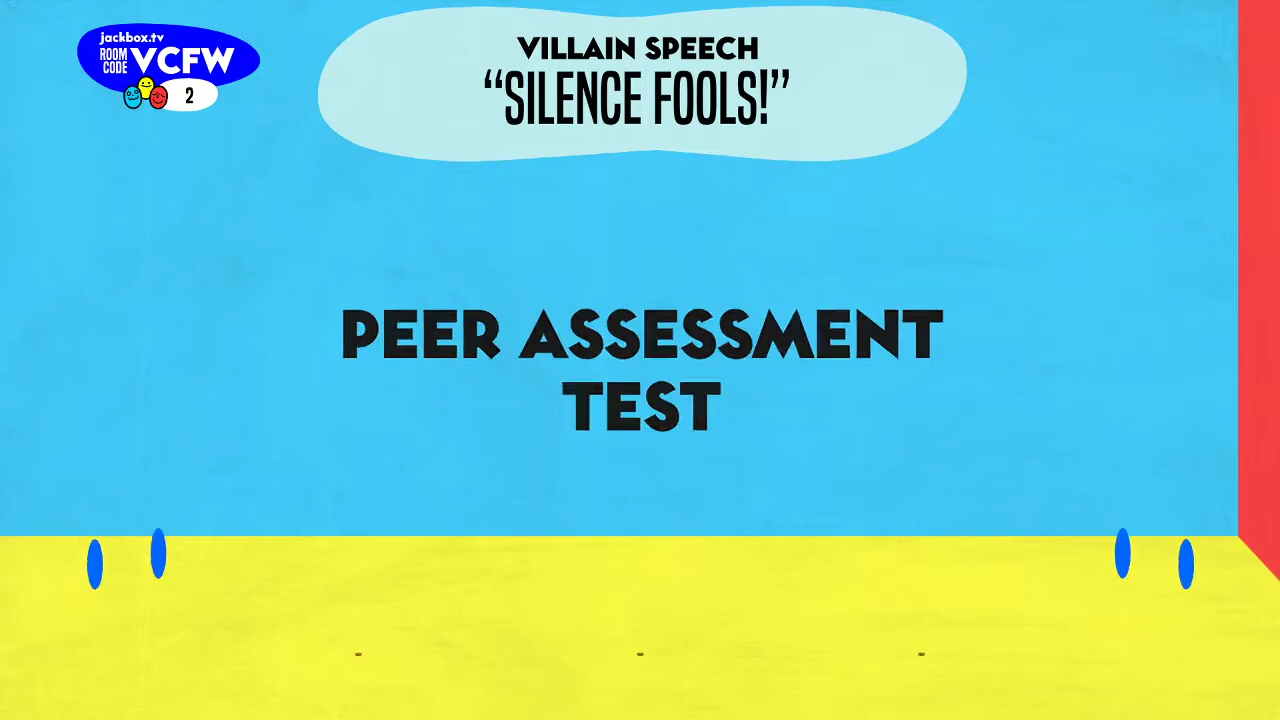 jackbox.tv
ROOM
CODE
VCFW
2
VILLAIN SPEECH
“SILENCE FOOLS!”
PEER ASSESSMENT
TEST